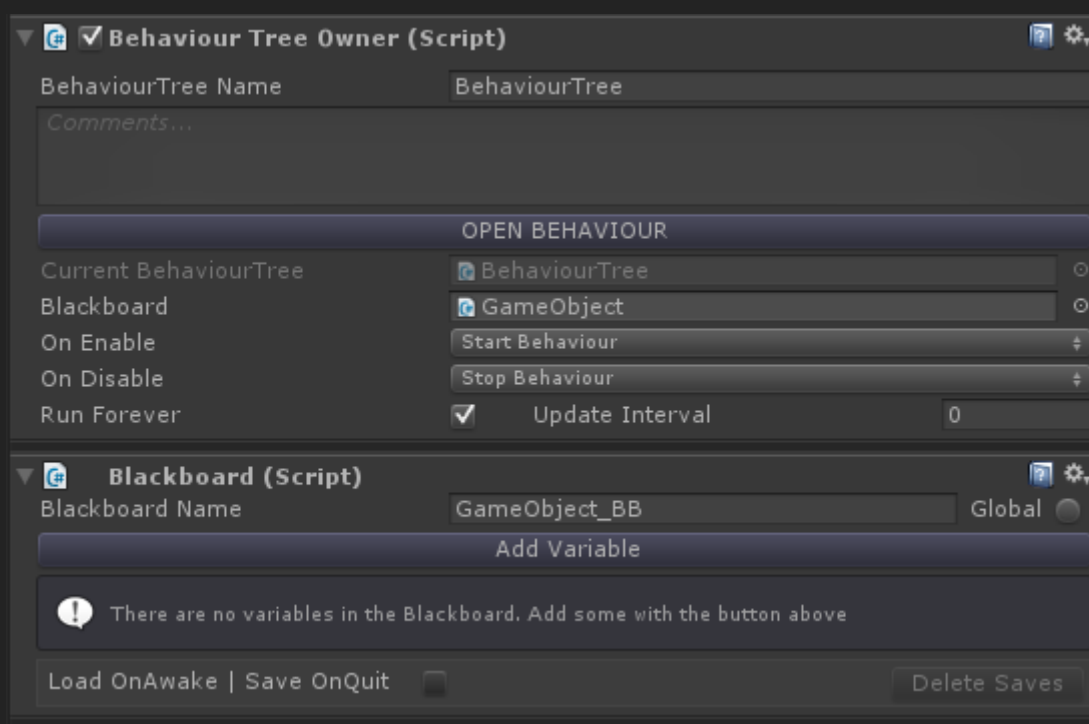 Behaviour Tree Owner (Script)
BehaviourTree Name BehaviourTree
Comments...
OPEN BEHAVIOUR
Current BehaviourTree BehaviourTree
Blackboard GameObject
On Enable Start Behaviour
On Disable Stop Behaviour
Run Forever Update Interval 0
Blackboard (Script)
Blackboard Name GameObject_BB Global
Add Variable
There are no variables in the Blackboard. Add some with the button above
Load OnAwake | Save OnQuit Delete Saves